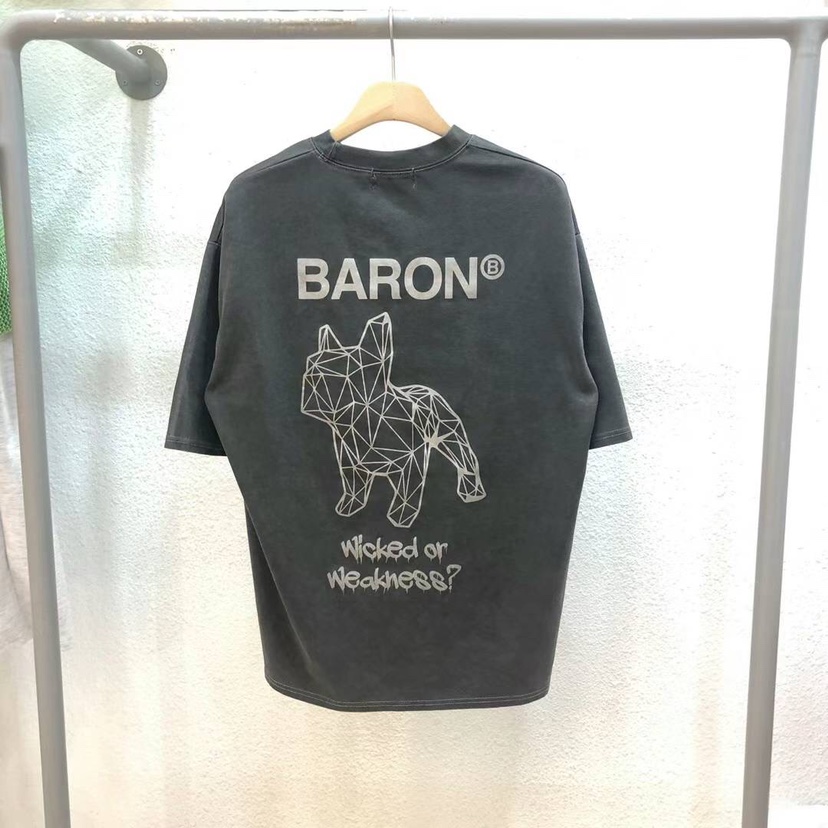 BARON Ⓑ
Wicked or
Weakness?